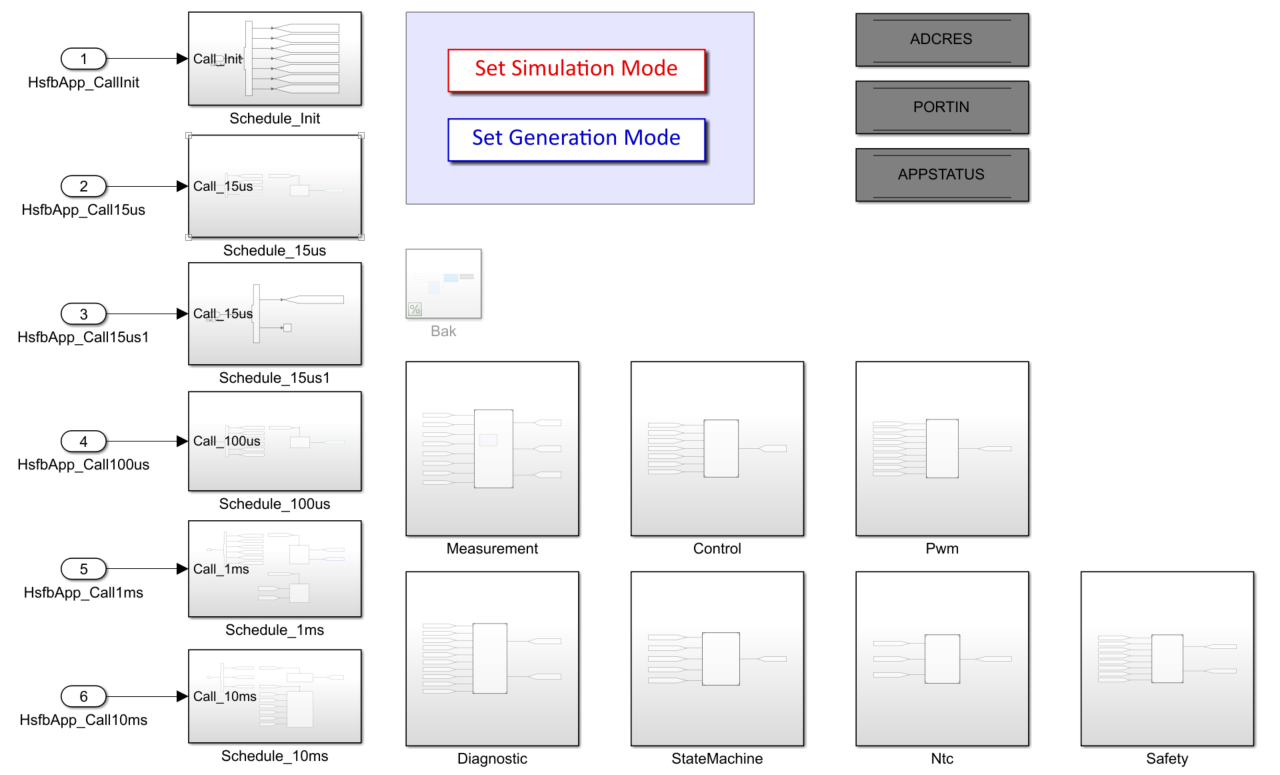 1
HsfbApp_CallInit
Call_Init
Schedule_Init
2
HsfbApp_Call15us
Call_15us
Schedule_15us
3
HsfbApp_Call15us1
Call_15us
Schedule_15us1
4
HsfbApp_Call100us
Call_100us
Schedule_100us
5
HsfbApp_Call1ms
Call_1ms
Schedule_1ms
6
HsfbApp_Call10ms
Call_10ms
Schedule_10ms
Set Simulation Mode
Set Generation Mode
ADCRES
PORTIN
APPSTATUS
Bak
Measurement
Control
Pwm
Diagnostic
StateMachine
Ntc
Safety